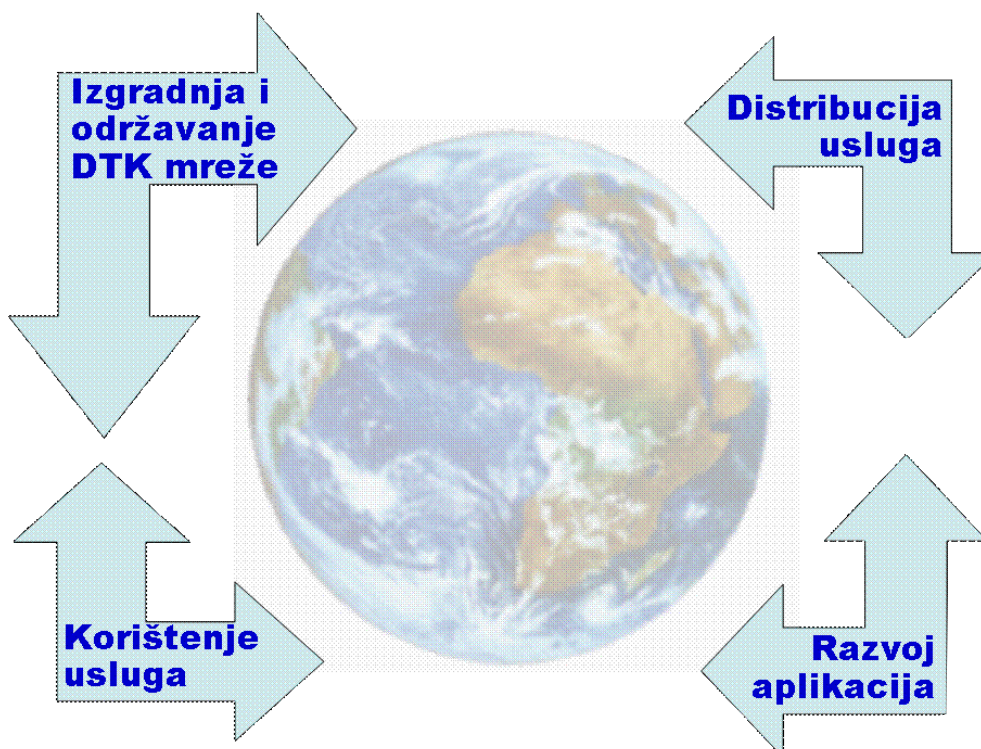 Izgradnja i
održavanje
DTK mreže
Distribucija
usluga
Korištenje
usluga
Razvoj
aplikacija